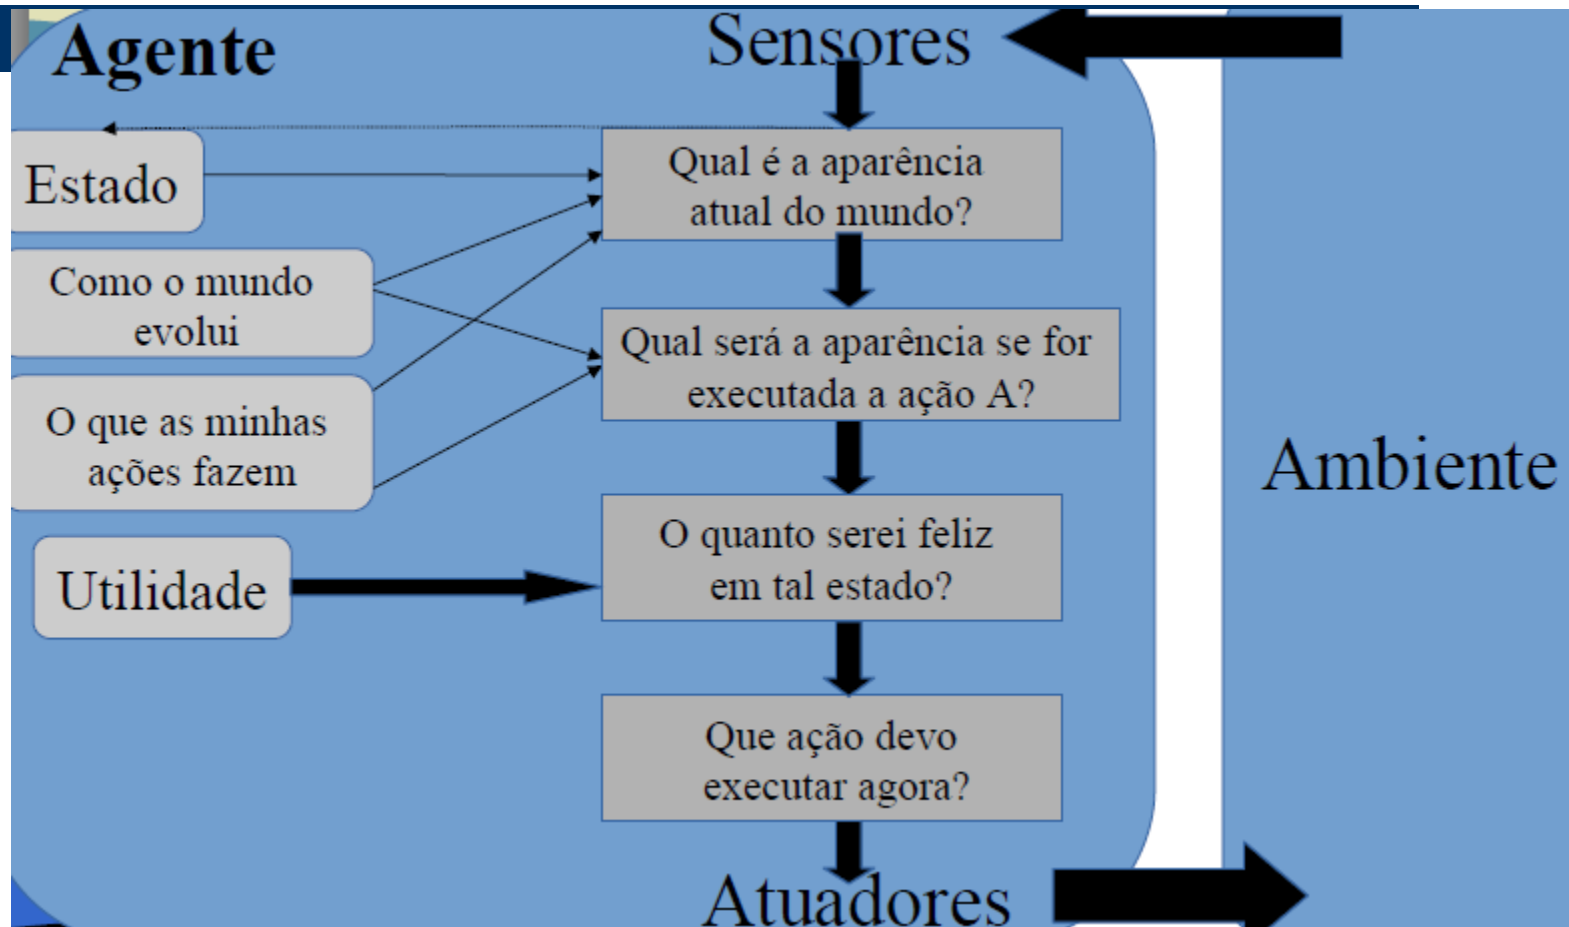 Agente
Sensores
Estado
Qual é a aparência
atual do mundo?
Como o mundo
evolui
Qual será a aparência se for
executada a ação A?
O que as minhas
ações fazem
Ambiente
O quanto serei feliz
em tal estado?
Utilidade
Que ação devo
executar agora?
Atuadores